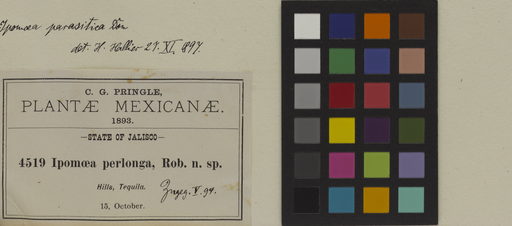 Ipomœa parasitica Don
det. H. Hallier 27. XI. 1897.
C. G. PRINGLE,
PLANTÆ MEXICANÆ.
1893.
—STATE OF JALISCO—
4519 Ipomœa perlonga, Rob. n. sp.
Hills, Tequila.
V. 94.
15, October.